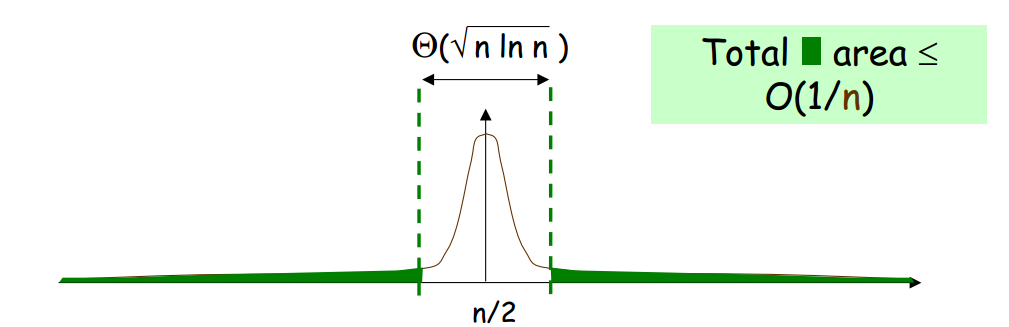 Θ(√n ln n )
Total area ≤
O(1/n)
n/2